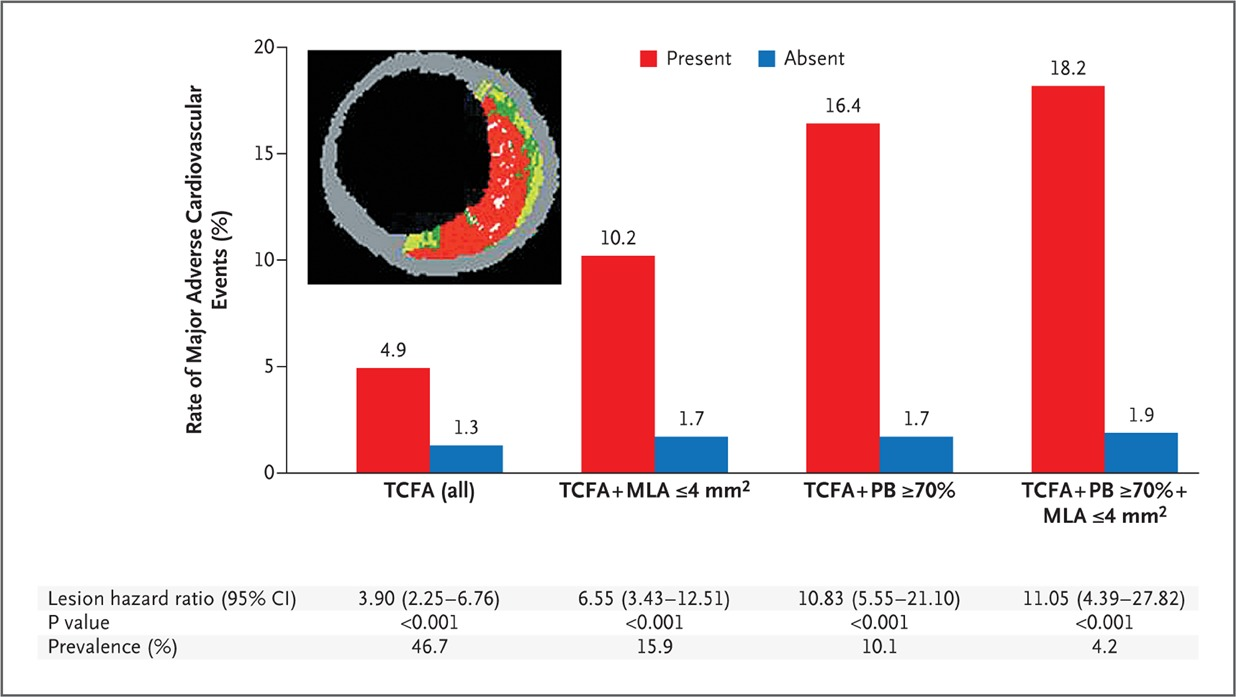 20
15
10
5
0
Rate of Major Adverse Cardiovascular
Events (%)
Present Absent
4.9
1.3
10.2
1.7
16.4
1.7
18.2
1.9
TCFA (all)
TCFA+MLA ≤4 mm²
TCFA+PB ≥70%
TCFA+PB ≥70%+
MLA ≤4 mm²
Lesion hazard ratio (95% CI) 3.90 (2.25–6.76) 6.55 (3.43–12.51) 10.83 (5.55–21.10) 11.05 (4.39–27.82)
P value <0.001 <0.001 <0.001 <0.001
Prevalence (%) 46.7 15.9 10.1 4.2